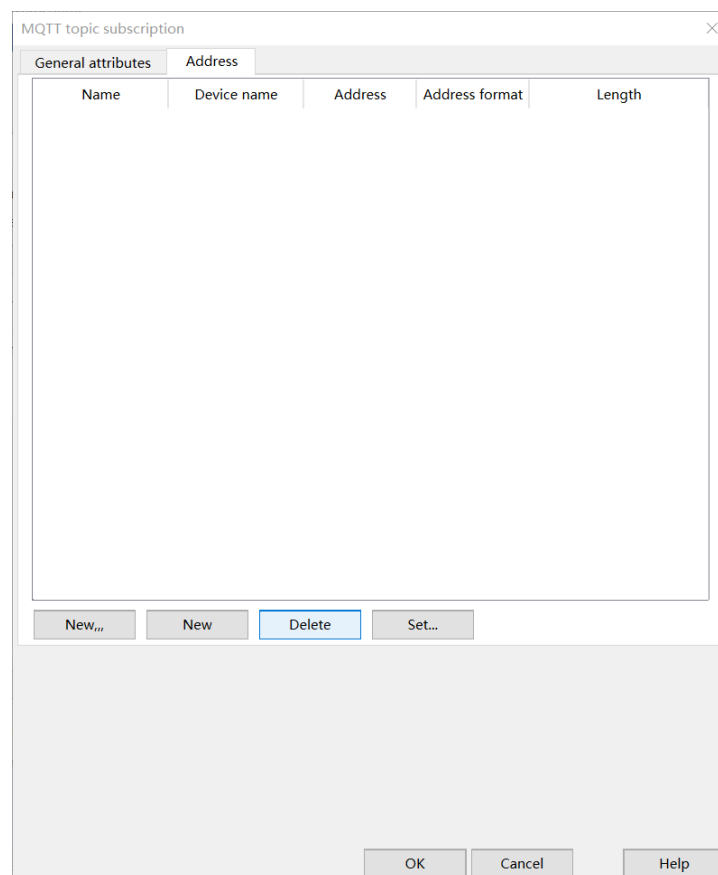 MQTT topic subscription
General attributes Address
Name Device name Address Address format Length
New,,, New Delete Set...
OK Cancel Help